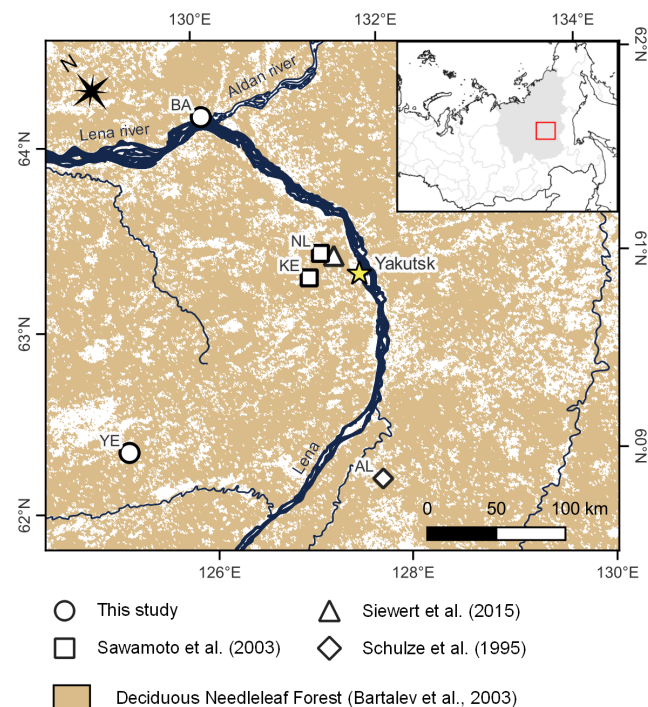 130°E 132°E 134°E
62°N
N
Aldan river
BA
Lena river
64°N
NL
61°N
KE
Yakutsk
63°N
YE
60°N
Lena
AL
0 50 100 km
62°N
126°E 128°E 130°E
This study Siewert et al. (2015)
Sawamoto et al. (2003) Schulze et al. (1995)
Deciduous Needleleaf Forest (Bartalev et al., 2003)